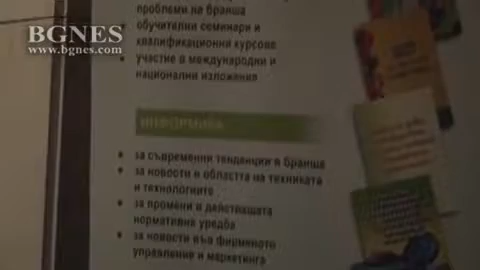 BGNES
www.bgnes.com
проблеми на бранша
обучителни семинари и
квалификационни курсове
участие в международни и
национални изложения
ИНФОРМИРА
за съвременни тенденции в бранша
за новости в областта на техниката
и технологиите
за промени в действащата
нормативна уредба
за новости във фирменото
управление и маркетинга